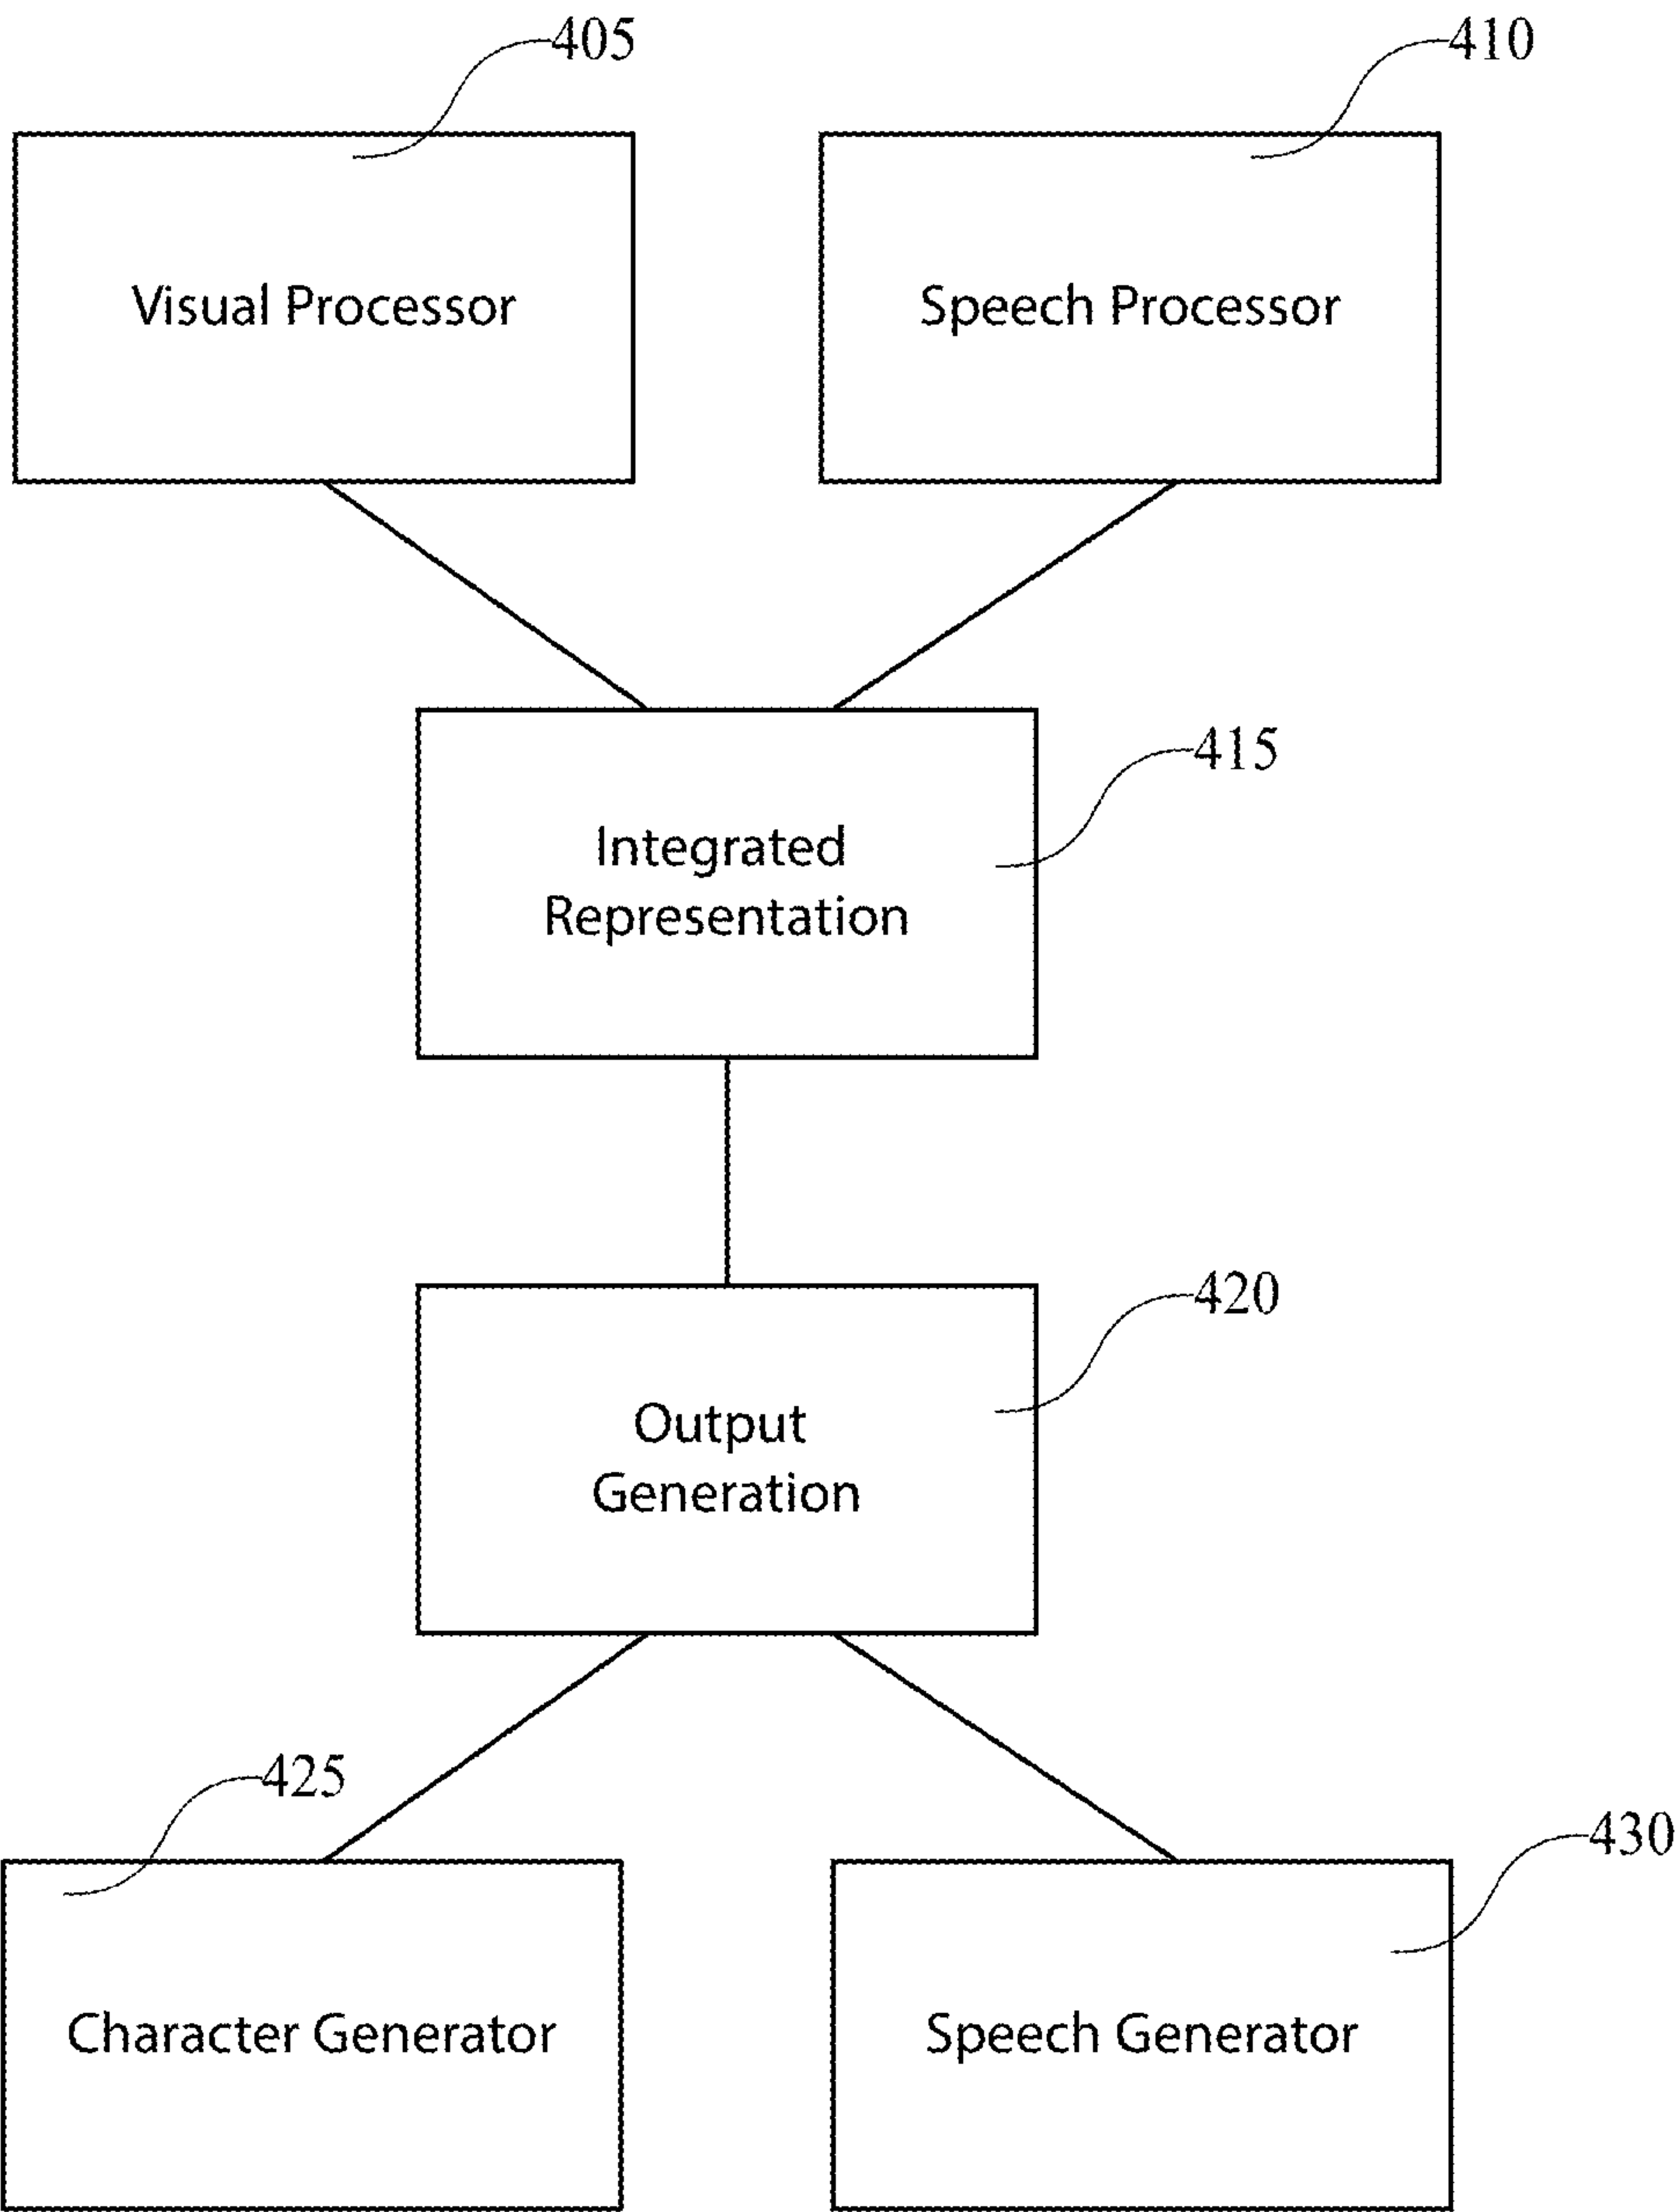 405
410
Visual Processor
Speech Processor
415
Integrated
Representation
420
Output
Generation
425
430
Character Generator
Speech Generator